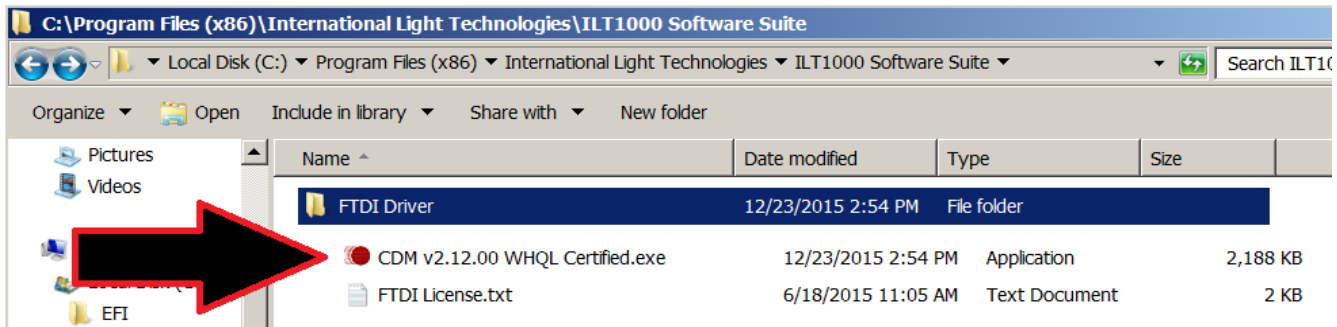 C:\Program Files (x86)\International Light Technologies\ILT1000 Software Suite
Local Disk (C:) Program Files (x86) International Light Technologies ILT1000 Software Suite Search ILT10
Organize Open Include in library Share with New folder
Pictures Name Date modified Type Size
Videos
FTDI Driver 12/23/2015 2:54 PM File folder
CDM v2.12.00 WHQL Certified.exe 12/23/2015 2:54 PM Application 2,188 KB
FTDI License.txt 6/18/2015 11:05 AM Text Document 2 KB
EFI